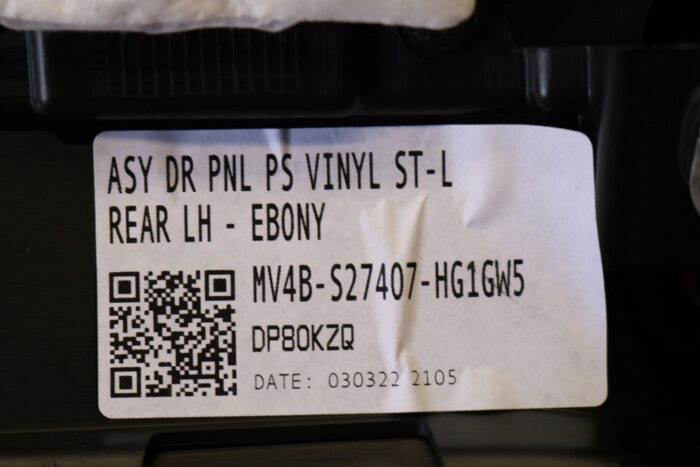 ASY DR PNL PS VINYL ST-L
REAR LH - EBONY
MV4B-S27407-HG1GW5
DP80KZQ
DATE: 030322 2105